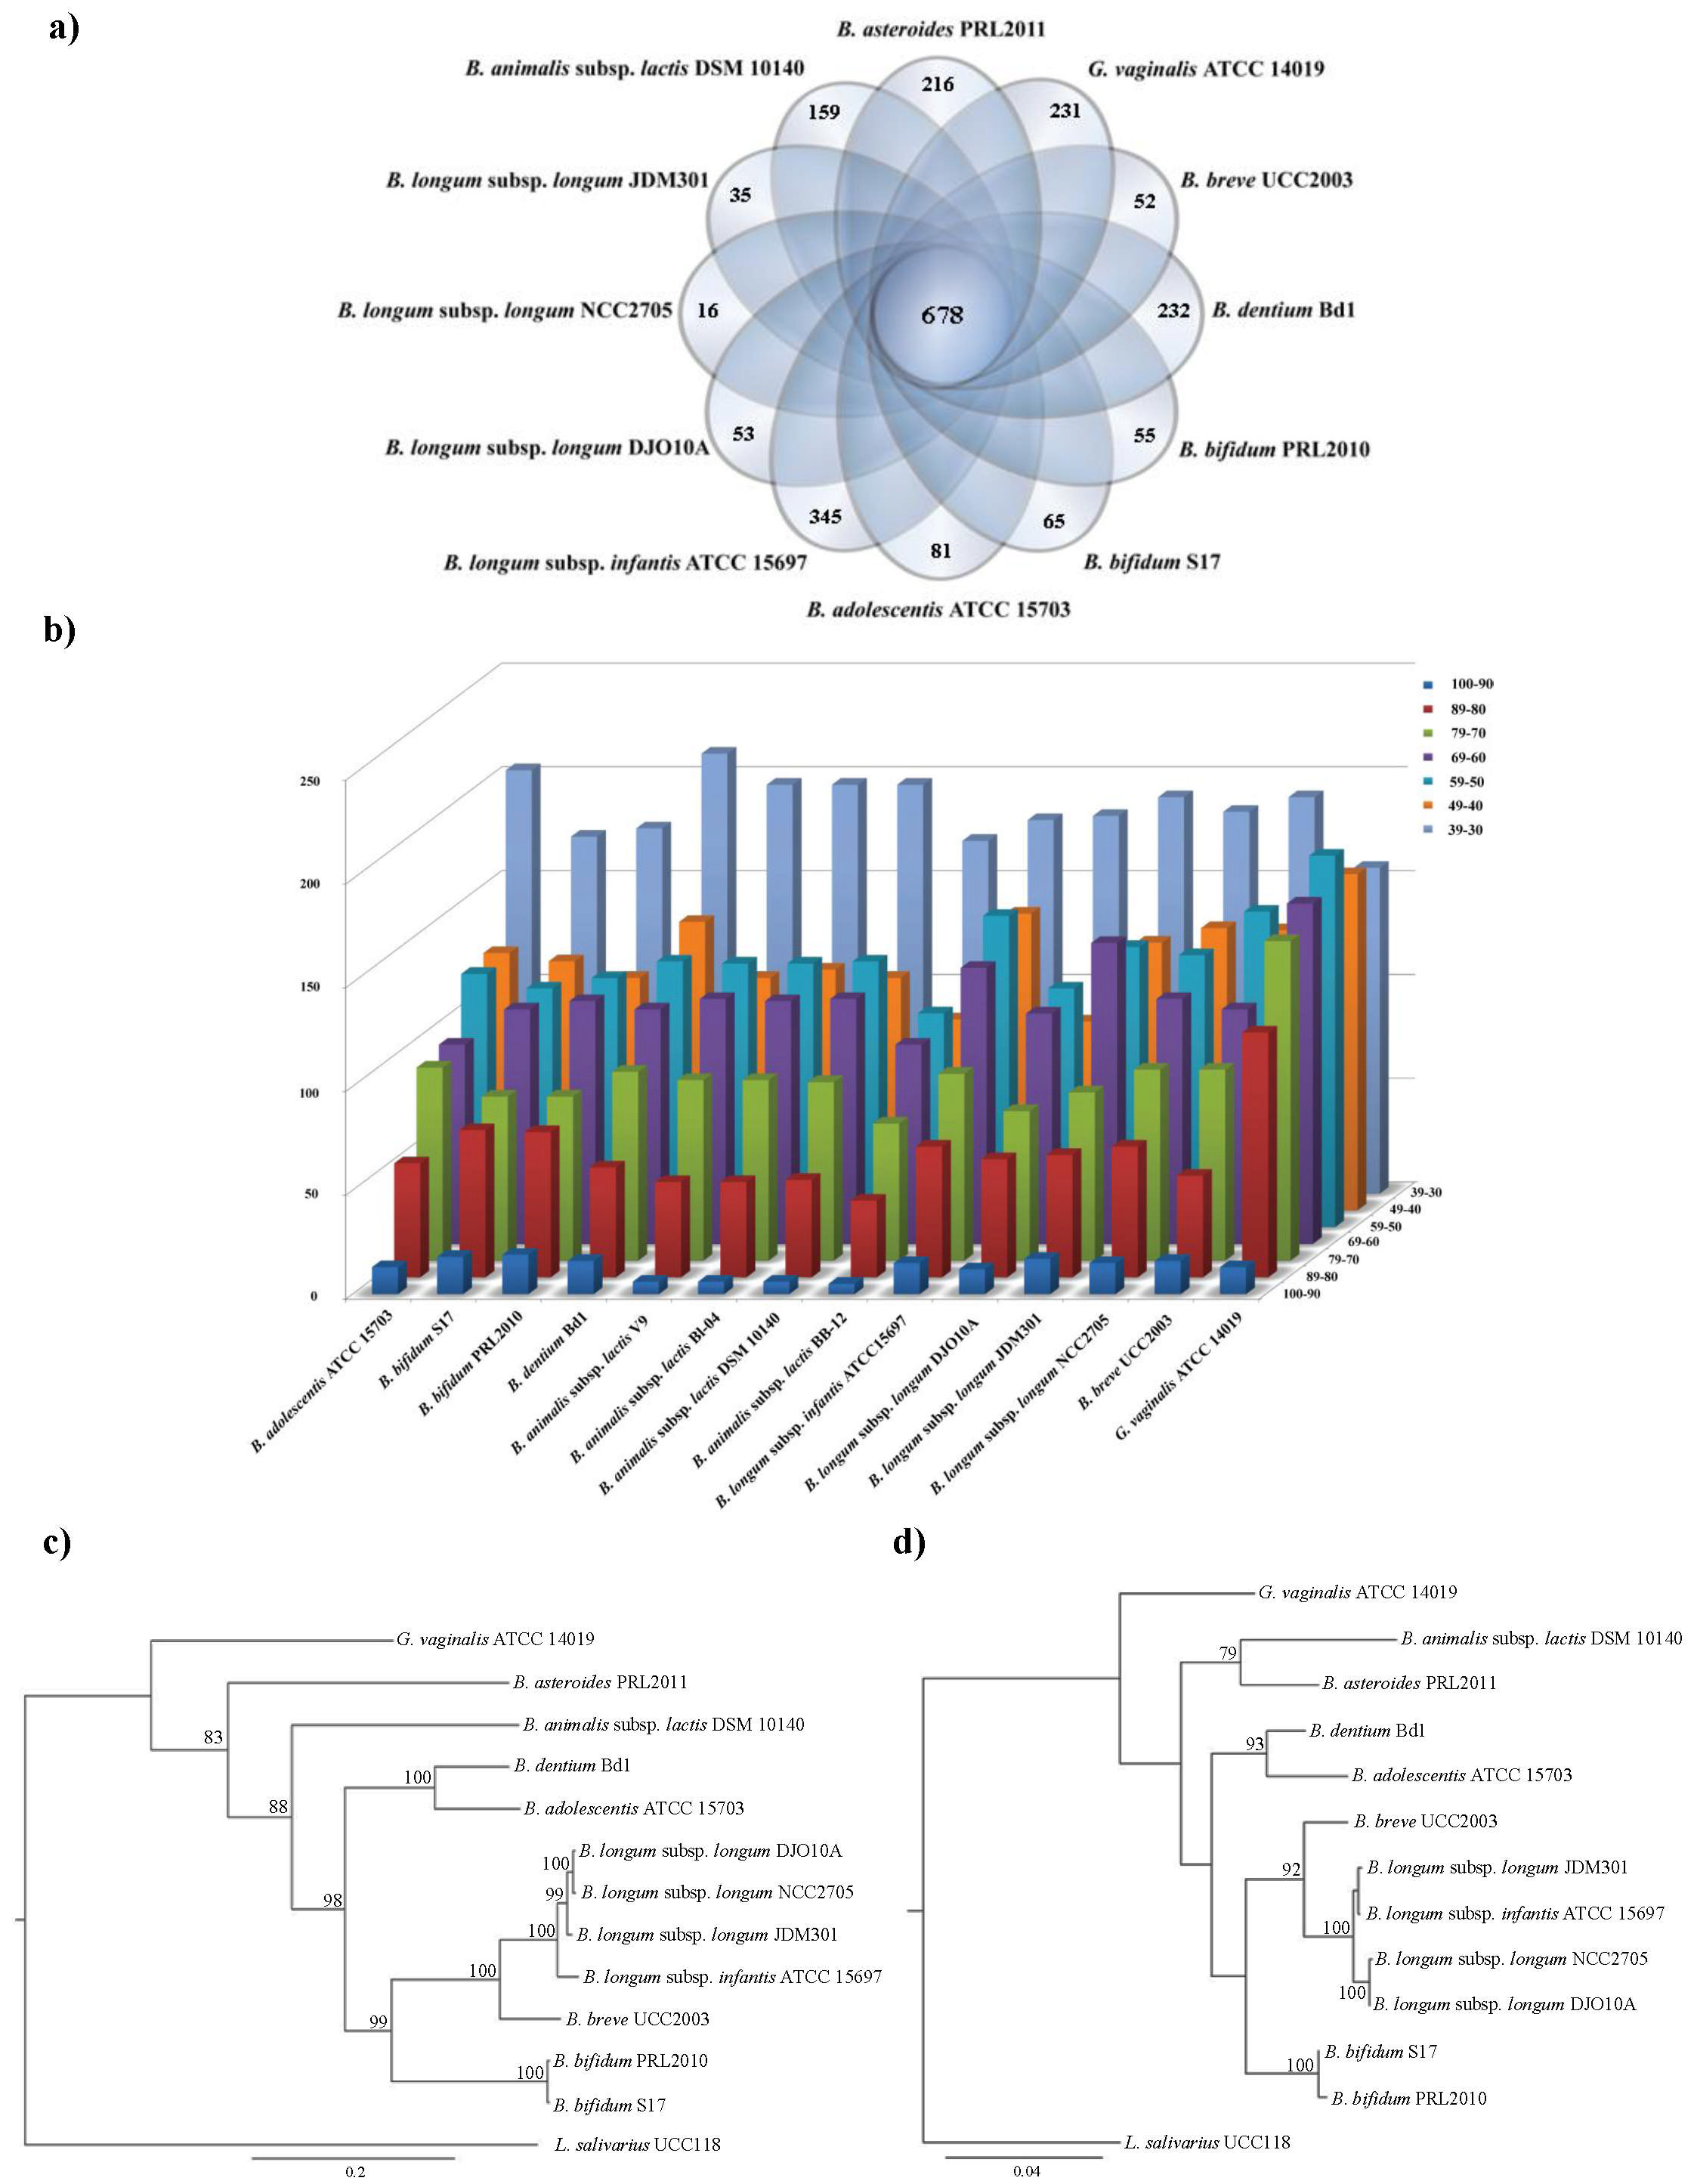 a)
B. asteroides PRL2011
B. animalis subsp. lactis DSM 10140
G. vaginalis ATCC 14019
216
159
231
B. longum subsp. longum JDM301
B. breve UCC2003
35
52
B. longum subsp. longum NCC2705
16
678
232
B. dentium Bd1
B. longum subsp. longum DJO10A
53
55
B. bifidum PRL2010
345
65
81
B. longum subsp. infantis ATCC 15697
B. bifidum S17
B. adolescentis ATCC 15703
b)
100-90
89-80
79-70
69-60
59-50
49-40
39-30
250
200
150
100
50
0
39-30
49-40
59-50
69-60
79-70
89-80
100-90
B. adolescentis ATCC 15703
B. bifidum S17
B. bifidum PRL2010
B. dentium Bd1
B. animalis subsp. lactis V9
B. animalis subsp. lactis Bl-04
B. animalis subsp. lactis DSM 10140
B. animalis subsp. lactis BB-12
B. longum subsp. infantis ATCC15697
B. longum subsp. longum DJO10A
B. longum subsp. longum JDM301
B. longum subsp. longum NCC2705
B. breve UCC2003
G. vaginalis ATCC 14019
c)
G. vaginalis ATCC 14019
B. asteroides PRL2011
83
B. animalis subsp. lactis DSM 10140
88
B. dentium Bd1
100
B. adolescentis ATCC 15703
98
B. longum subsp. longum DJO10A
100
B. longum subsp. longum NCC2705
99
B. longum subsp. longum JDM301
100
B. longum subsp. infantis ATCC 15697
100
B. breve UCC2003
99
B. bifidum PRL2010
100
B. bifidum S17
L. salivarius UCC118
0.2
d)
G. vaginalis ATCC 14019
B. animalis subsp. lactis DSM 10140
79
B. asteroides PRL2011
B. dentium Bd1
93
B. adolescentis ATCC 15703
B. breve UCC2003
92
B. longum subsp. longum JDM301
B. longum subsp. infantis ATCC 15697
100
B. longum subsp. longum NCC2705
100
B. longum subsp. longum DJO10A
B. bifidum S17
100
B. bifidum PRL2010
L. salivarius UCC118
0.04